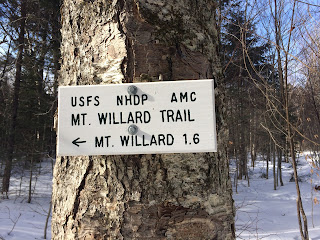 USFS NHDP AMC
MT. WILLARD TRAIL
← MT. WILLARD 1.6